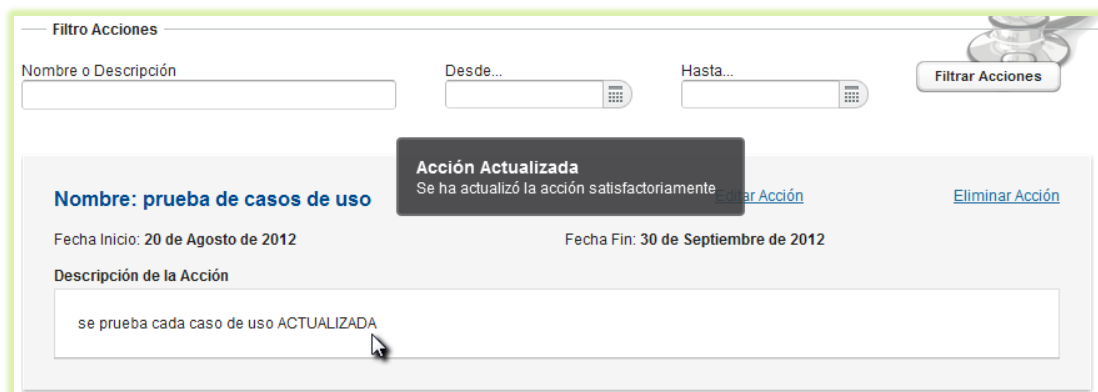 Filtro Acciones
Nombre o Descripción
Desde...
Hasta...
Filtrar Acciones
Acción Actualizada
Se ha actualizó la acción satisfactoriamente
Nombre: prueba de casos de uso
Editar Acción
Eliminar Acción
Fecha Inicio: 20 de Agosto de 2012
Fecha Fin: 30 de Septiembre de 2012
Descripción de la Acción
se prueba cada caso de uso ACTUALIZADA